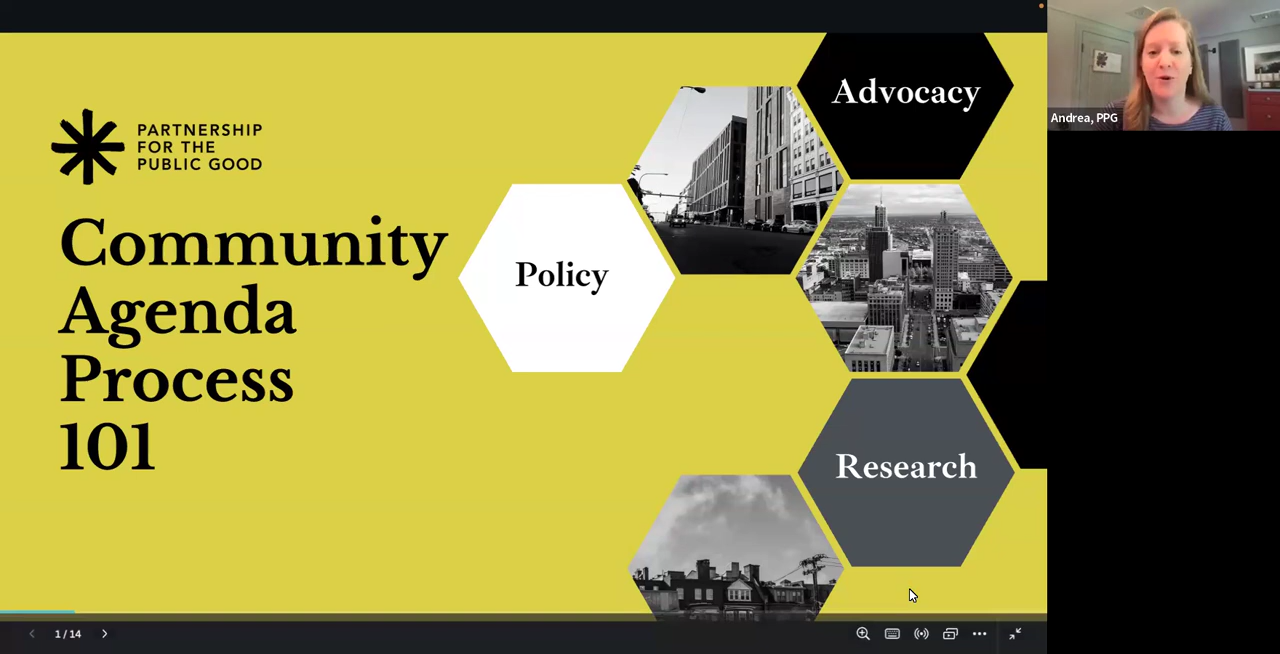 PARTNERSHIP
FOR THE
PUBLIC GOOD
Community
Agenda
Process
101
Policy
Advocacy
Research
Andrea, PPG
1 / 14